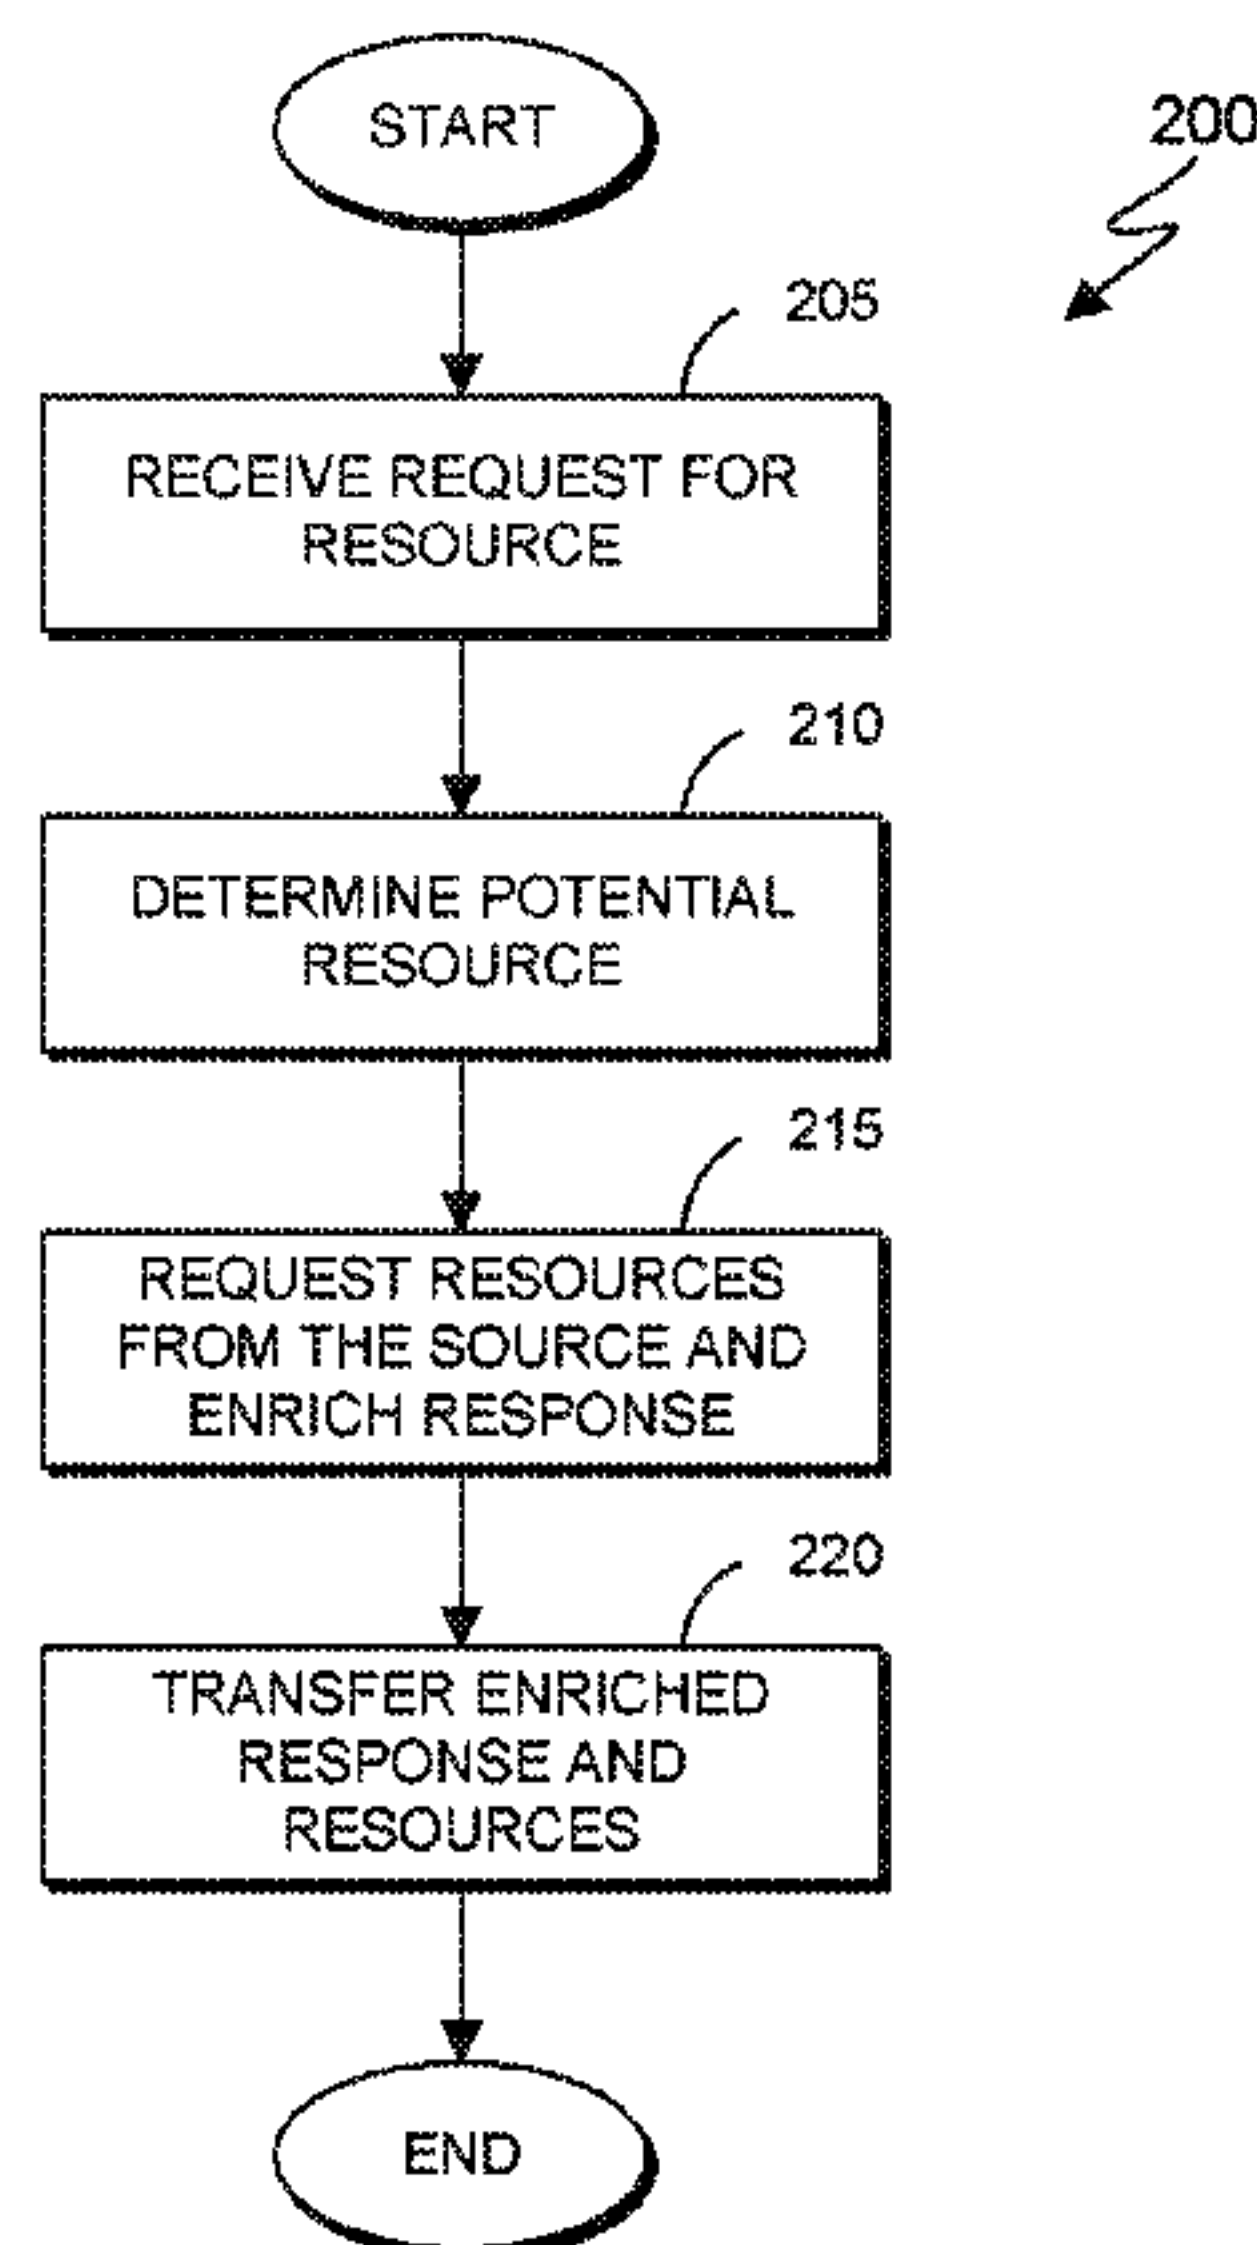 START
200
205
RECEIVE REQUEST FOR
RESOURCE
210
DETERMINE POTENTIAL
RESOURCE
215
REQUEST RESOURCES
FROM THE SOURCE AND
ENRICH RESPONSE
220
TRANSFER ENRICHED
RESPONSE AND
RESOURCES
END